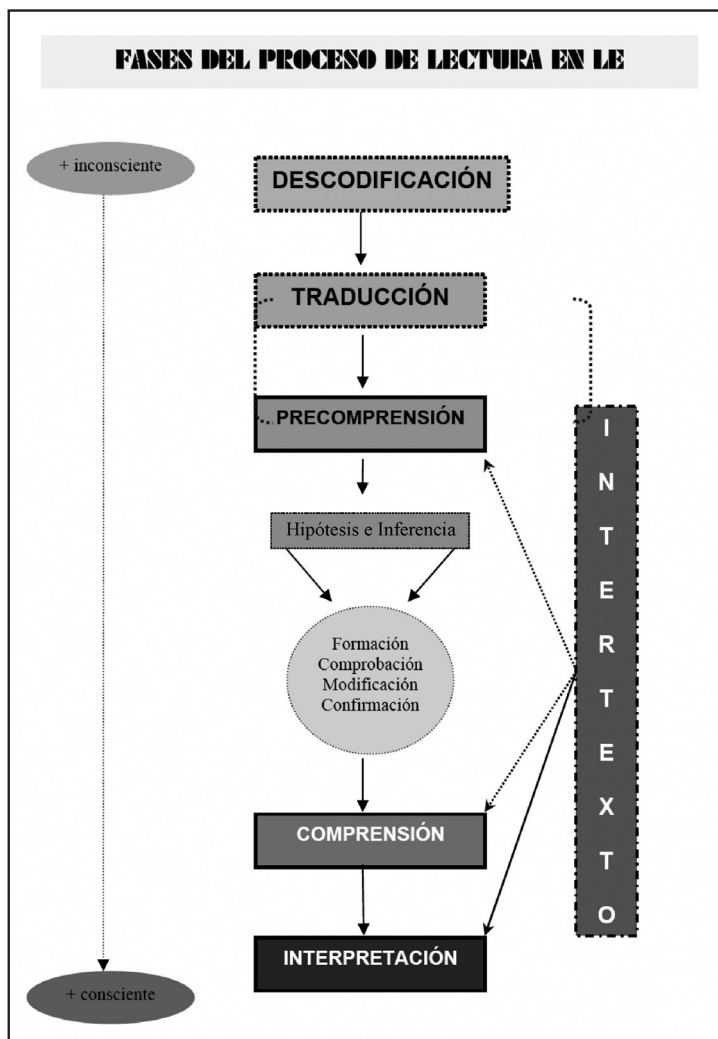 FASES DEL PROCESO DE LECTURA EN LE
+ inconsciente
DESCODIFICACIÓN
TRADUCCIÓN
PRECOMPRENSIÓN
Hipótesis e Inferencia
Formación
Comprobación
Modificación
Confirmación
COMPRENSIÓN
INTERPRETACIÓN
+ consciente
I
N
T
E
R
T
E
X
T
O